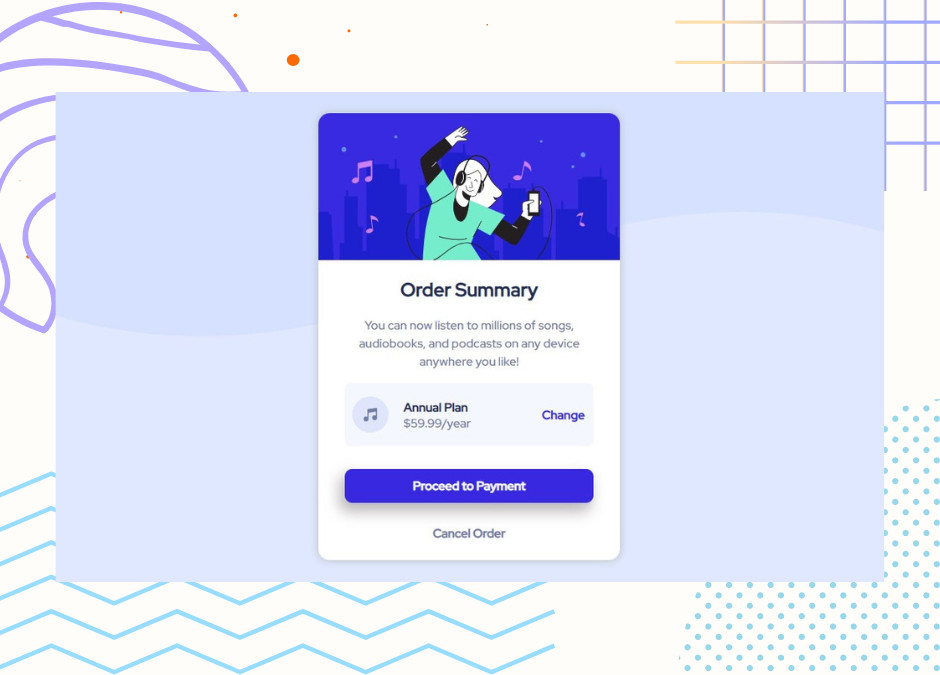 Order Summary
You can now listen to millions of songs,
audiobooks, and podcasts on any device
anywhere you like!
Annual Plan
$59.99/year
Change
Proceed to Payment
Cancel Order